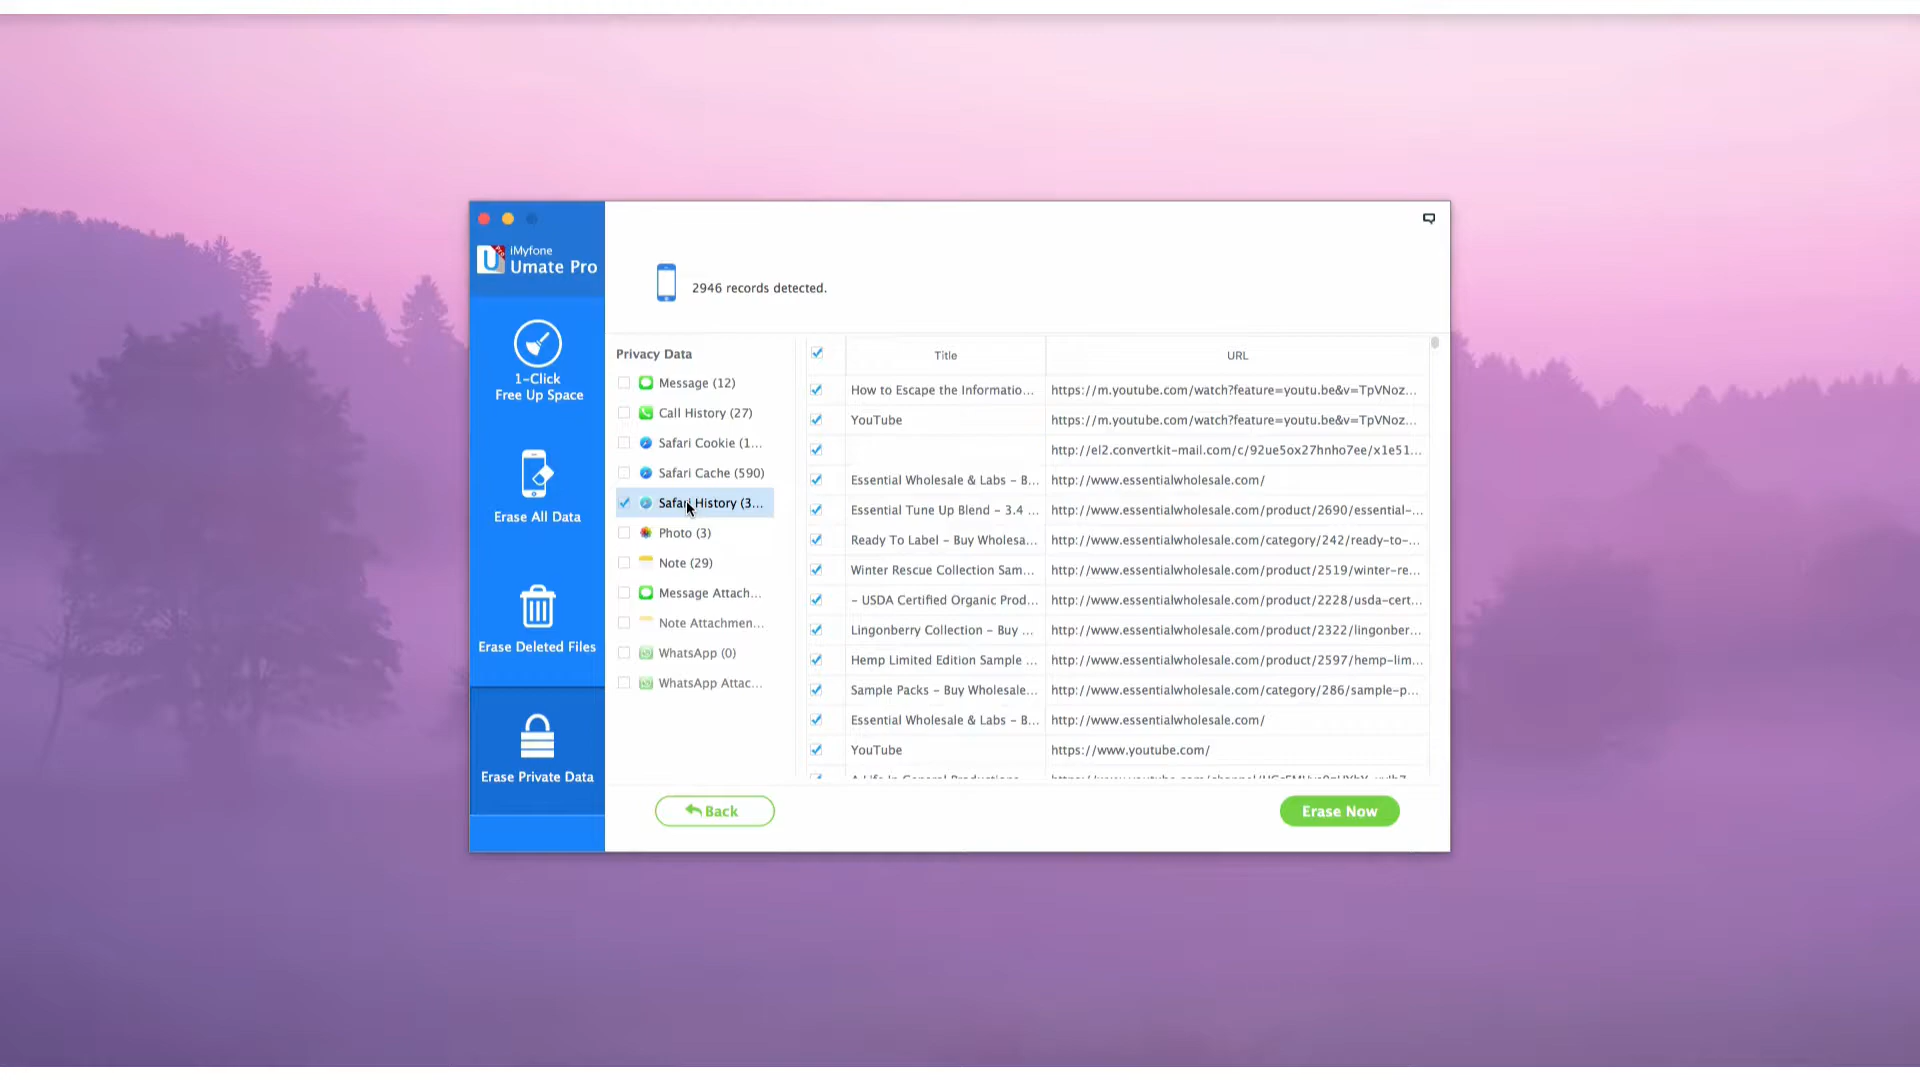 iMyfone
Umate Pro
2946 records detected.
1-Click
Free Up Space
Erase All Data
Erase Deleted Files
Erase Private Data
Privacy Data
Message (12)
Call History (27)
Safari Cookie (1...
Safari Cache (590)
Safari History (3...
Photo (3)
Note (29)
Message Attach...
Note Attachmen...
WhatsApp (0)
WhatsApp Attac...
Title URL
How to Escape the Informatio... https://m.youtube.com/watch?feature=youtu.be&v=TpVNoz...
YouTube https://m.youtube.com/watch?feature=youtu.be&v=TpVNoz...
http://el2.convertkit-mail.com/c/92ue5ox27hnho7ee/x1e51...
Essential Wholesale & Labs – B... http://www.essentialwholesale.com/
Essential Tune Up Blend – 3.4 ... http://www.essentialwholesale.com/product/2690/essential-...
Ready To Label – Buy Wholesa... http://www.essentialwholesale.com/category/242/ready-to-...
Winter Rescue Collection Sam... http://www.essentialwholesale.com/product/2519/winter-re...
– USDA Certified Organic Prod... http://www.essentialwholesale.com/product/2228/usda-cert...
Lingonberry Collection – Buy ... http://www.essentialwholesale.com/product/2322/lingonber...
Hemp Limited Edition Sample ... http://www.essentialwholesale.com/product/2597/hemp-lim...
Sample Packs – Buy Wholesale... http://www.essentialwholesale.com/category/286/sample-p...
Essential Wholesale & Labs – B... http://www.essentialwholesale.com/
YouTube https://www.youtube.com/
Back
Erase Now